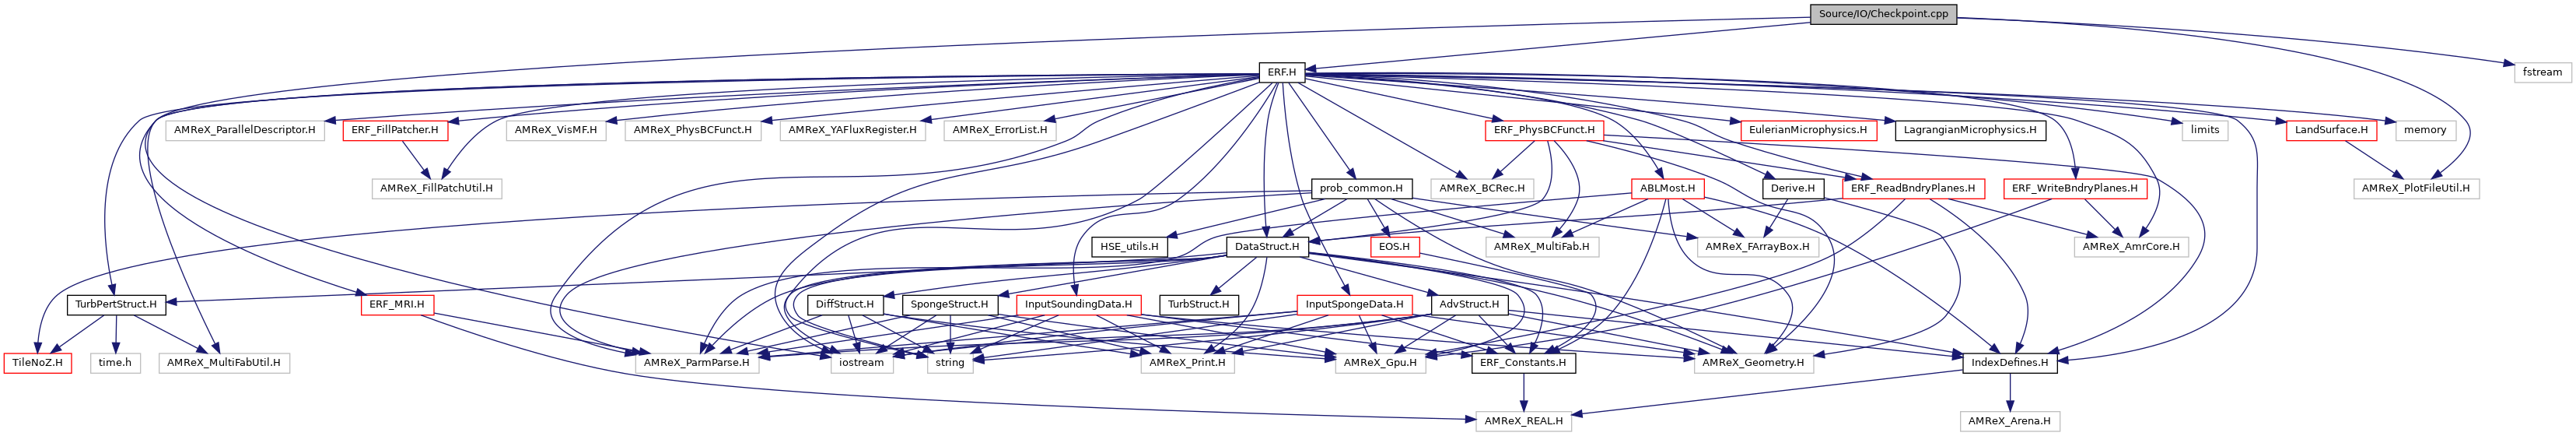 Source/IO/Checkpoint.cpp
ERF.H
fstream
AMReX_ParallelDescriptor.H
ERF_FillPatcher.H
AMReX_VisMF.H
AMReX_PhysBCFunct.H
AMReX_YAFluxRegister.H
AMReX_ErrorList.H
ERF_PhysBCFunct.H
EulerianMicrophysics.H
LagrangianMicrophysics.H
limits
LandSurface.H
memory
AMReX_FillPatchUtil.H
prob_common.H
AMReX_BCRec.H
ABLMost.H
Derive.H
ERF_ReadBndryPlanes.H
ERF_WriteBndryPlanes.H
AMReX_PlotFileUtil.H
HSE_utils.H
DataStruct.H
EOS.H
AMReX_MultiFab.H
AMReX_FArrayBox.H
AMReX_AmrCore.H
TurbPertStruct.H
ERF_MRI.H
DiffStruct.H
SpongeStruct.H
InputSoundingData.H
TurbStruct.H
InputSpongeData.H
AdvStruct.H
TileNoZ.H
time.h
AMReX_MultiFabUtil.H
AMReX_ParmParse.H
iostream
string
AMReX_Print.H
AMReX_Gpu.H
ERF_Constants.H
AMReX_Geometry.H
IndexDefines.H
AMReX_REAL.H
AMReX_Arena.H